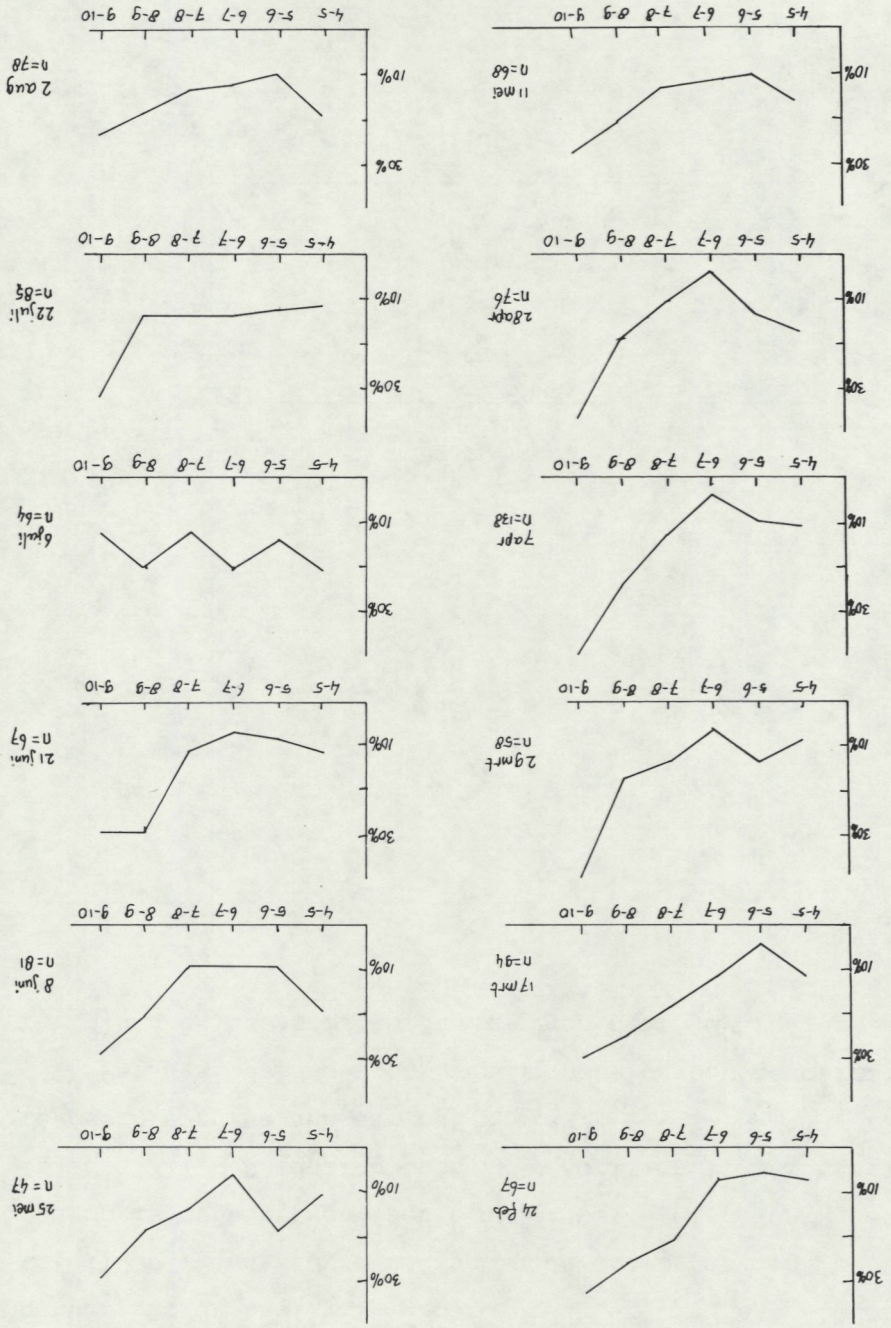 30%
24 feb
n=67
10%
4-5 5-6 6-7 7-8 8-9 9-10
30%
17 mrt
n=94
10%
4-5 5-6 6-7 7-8 8-9 9-10
30%
29 mrt
n=58
10%
4-5 5-6 6-7 7-8 8-9 9-10
30%
7 apr
n=138
10%
4-5 5-6 6-7 7-8 8-9 9-10
30%
28 apr
n=76
10%
4-5 5-6 6-7 7-8 8-9 9-10
30%
11 mei
n=68
10%
4-5 5-6 6-7 7-8 8-9 9-10
30%
25 mei
n=47
10%
4-5 5-6 6-7 7-8 8-9 9-10
30%
8 juni
n=81
10%
4-5 5-6 6-7 7-8 8-9 9-10
30%
21 juni
n=67
10%
4-5 5-6 6-7 7-8 8-9 9-10
30%
6 juli
n=64
10%
4-5 5-6 6-7 7-8 8-9 9-10
30%
22 juli
n=85
10%
4-5 5-6 6-7 7-8 8-9 9-10
30%
2 aug
n=78
10%
4-5 5-6 6-7 7-8 8-9 9-10